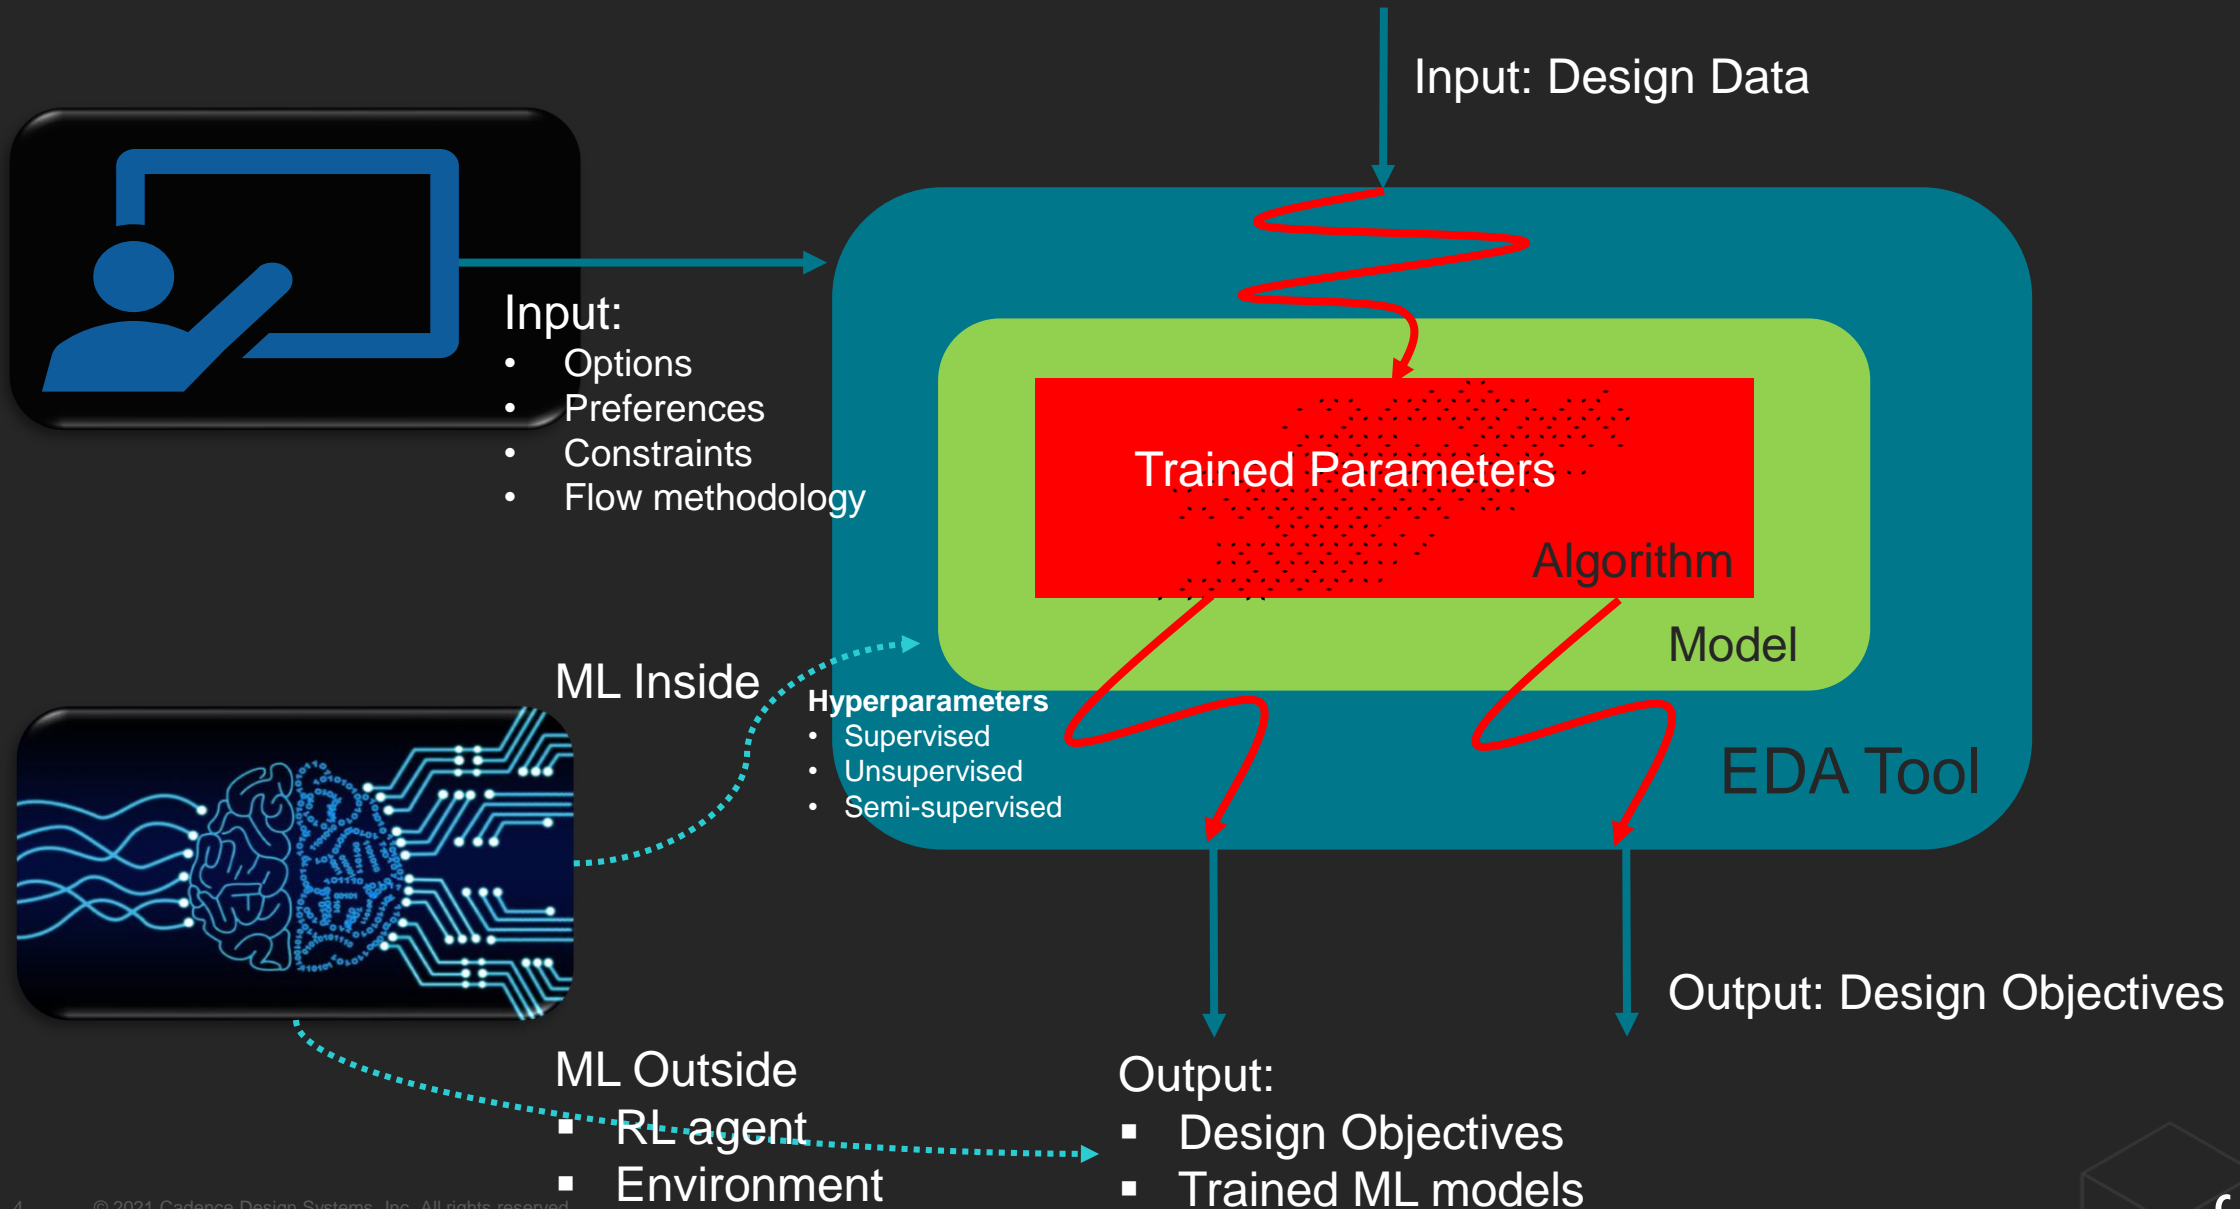 Input: Design Data
Input:
• Options
• Preferences
• Constraints
• Flow methodology
Trained Parameters
Algorithm
Model
ML Inside
Hyperparameters
• Supervised
• Unsupervised
• Semi-supervised
EDA Tool
Output: Design Objectives
ML Outside
▪ RL agent
▪ Environment
Output:
▪ Design Objectives
▪ Trained ML models
4 © 2021 Cadence Design Systems, Inc. All rights reserved